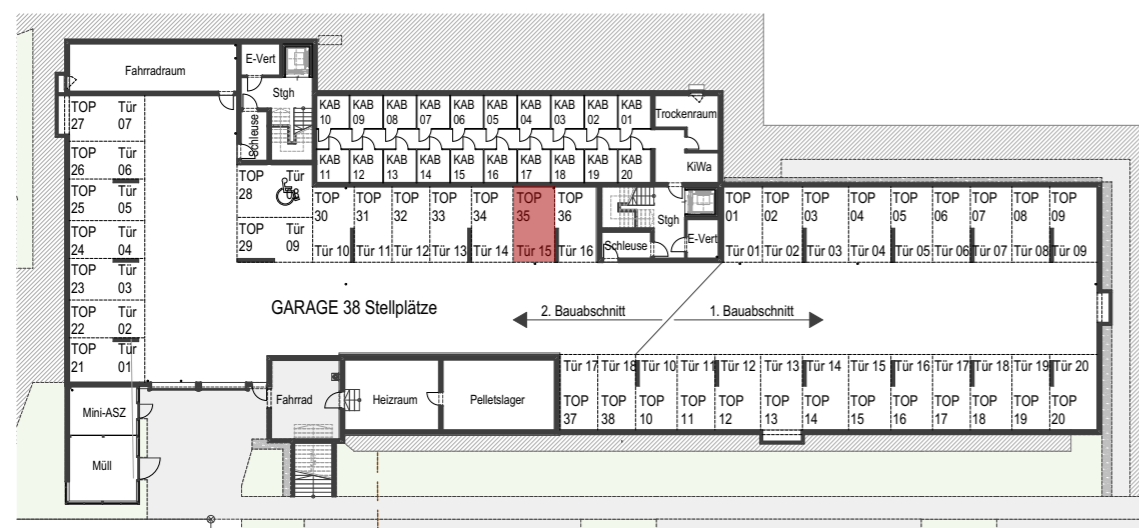 E-Vert
Fahrradraum
Stgh
Schleuse
KAB KAB KAB KAB KAB KAB KAB KAB KAB KAB
10 09 08 07 06 05 04 03 02 01
Trockenraum
KAB KAB KAB KAB KAB KAB KAB KAB KAB KAB
11 12 13 14 15 16 17 18 19 20
KiWa
TOP Tür
27 07
TOP Tür
26 06
TOP Tür
25 05
TOP Tür
24 04
TOP Tür
23 03
TOP Tür
22 02
TOP Tür
21 01
TOP Tür
28 08
TOP Tür
29 09
TOP TOP TOP TOP TOP TOP TOP
30 31 32 33 34 35 36
Tür 10 Tür 11 Tür 12 Tür 13 Tür 14 Tür 15 Tür 16
Stgh
Schleuse
E-Vert
TOP TOP TOP TOP TOP TOP TOP TOP TOP
01 02 03 04 05 06 07 08 09
Tür 01 Tür 02 Tür 03 Tür 04 Tür 05 Tür 06 Tür 07 Tür 08 Tür 09
GARAGE 38 Stellplätze
2. Bauabschnitt
1. Bauabschnitt
Tür 17 Tür 18 Tür 10 Tür 11 Tür 12 Tür 13 Tür 14 Tür 15 Tür 16 Tür 17 Tür 18 Tür 19 Tür 20
TOP TOP TOP TOP TOP TOP TOP TOP TOP TOP TOP TOP TOP
37 38 10 11 12 13 14 15 16 17 18 19 20
Fahrrad
Heizraum
Pelletslager
Mini-ASZ
Müll